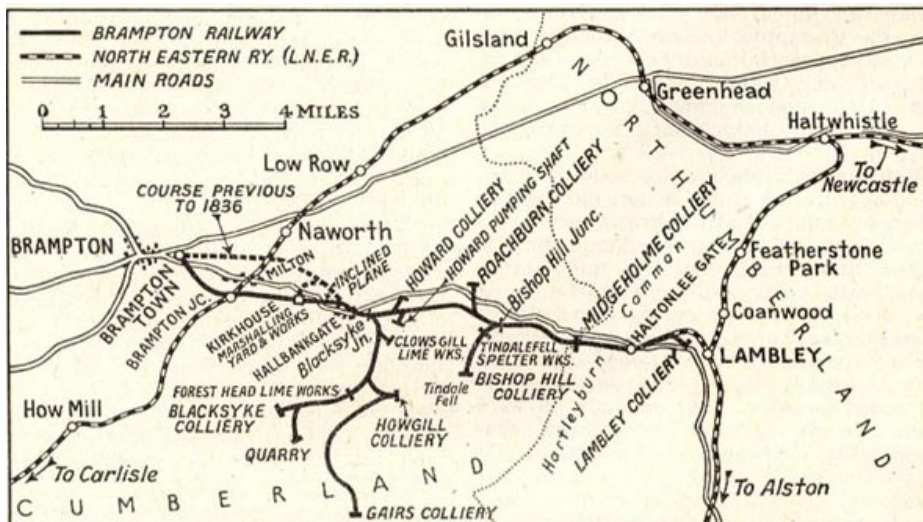 BRAMPTON RAILWAY
NORTH EASTERN RY. (L.N.E.R.)
MAIN ROADS
0 1 2 3 4 MILES
Gilsland
Greenhead
Haltwhistle
To
Newcastle
Low Row
COURSE PREVIOUS
TO 1836
Naworth
BRAMPTON
BRAMPTON
TOWN
BRAMPTON JC.
MILTON
INCLINED
PLANE
KIRKHOUSE
MARSHALLING
YARD & WORKS
HALLBANKGATE
Blacksyke
Jn.
HOWARD COLLIERY
HOWARD PUMPING SHAFT
ROACHBURN COLLIERY
Bishop Hill Junc.
MIDGEHOLME COLLIERY
Common
HALTONLEE GATE
Featherstone
Park
Coanwood
LAMBLEY
CLOWSGILL
LIME WKS.
TINDALEFELL
SPELTER WKS.
BISHOP HILL
COLLIERY
Tindale
Fell
Hartleyburn
LAMBLEY COLLIERY
FOREST HEAD LIME WORKS
BLACKSYKE
COLLIERY
QUARRY
HOWGILL
COLLIERY
GAIRS COLLIERY
How Mill
To Carlisle
To Alston
CUMBERLAND
NORTHUMBERLAND